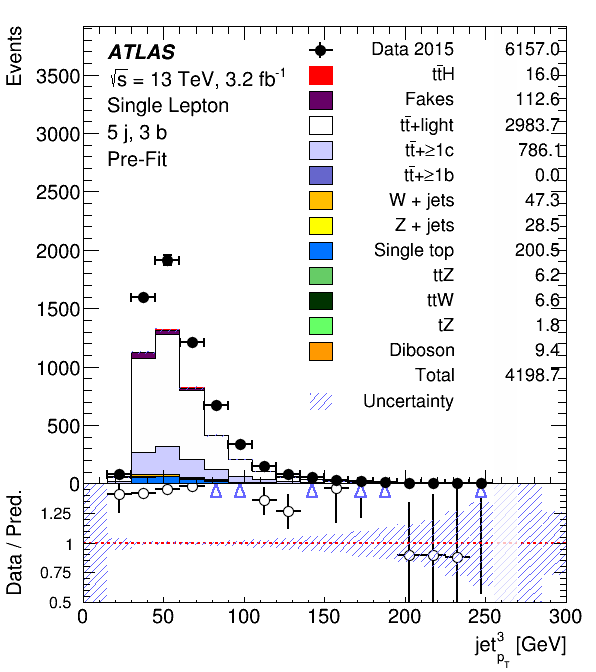 Events
3500
3000
2500
2000
1500
1000
500
0
ATLAS
√s = 13 TeV, 3.2 fb⁻¹
Single Lepton
5 j, 3 b
Pre-Fit
Data 2015 6157.0
tt̄H 16.0
Fakes 112.6
tt̄+light 2983.7
tt̄+≥1c 786.1
tt̄+≥1b 0.0
W + jets 47.3
Z + jets 28.5
Single top 200.5
ttZ 6.2
ttW 6.6
tZ 1.8
Diboson 9.4
Total 4198.7
Uncertainty
Data / Pred.
1.25
1
0.75
0.5
0 50 100 150 200 250 300
jet³_{p_T} [GeV]